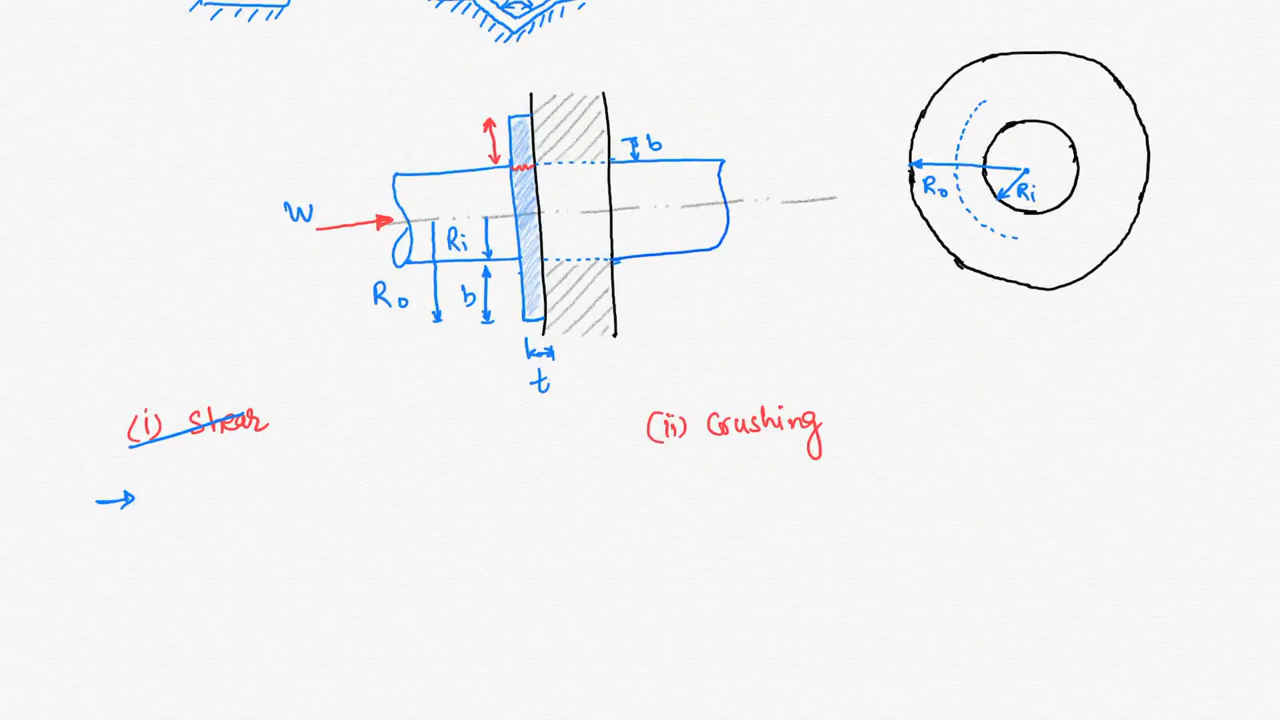 b
W
Ri
Ro
b
t
Ro
Ri
(i) Shear
(ii) Crushing
→